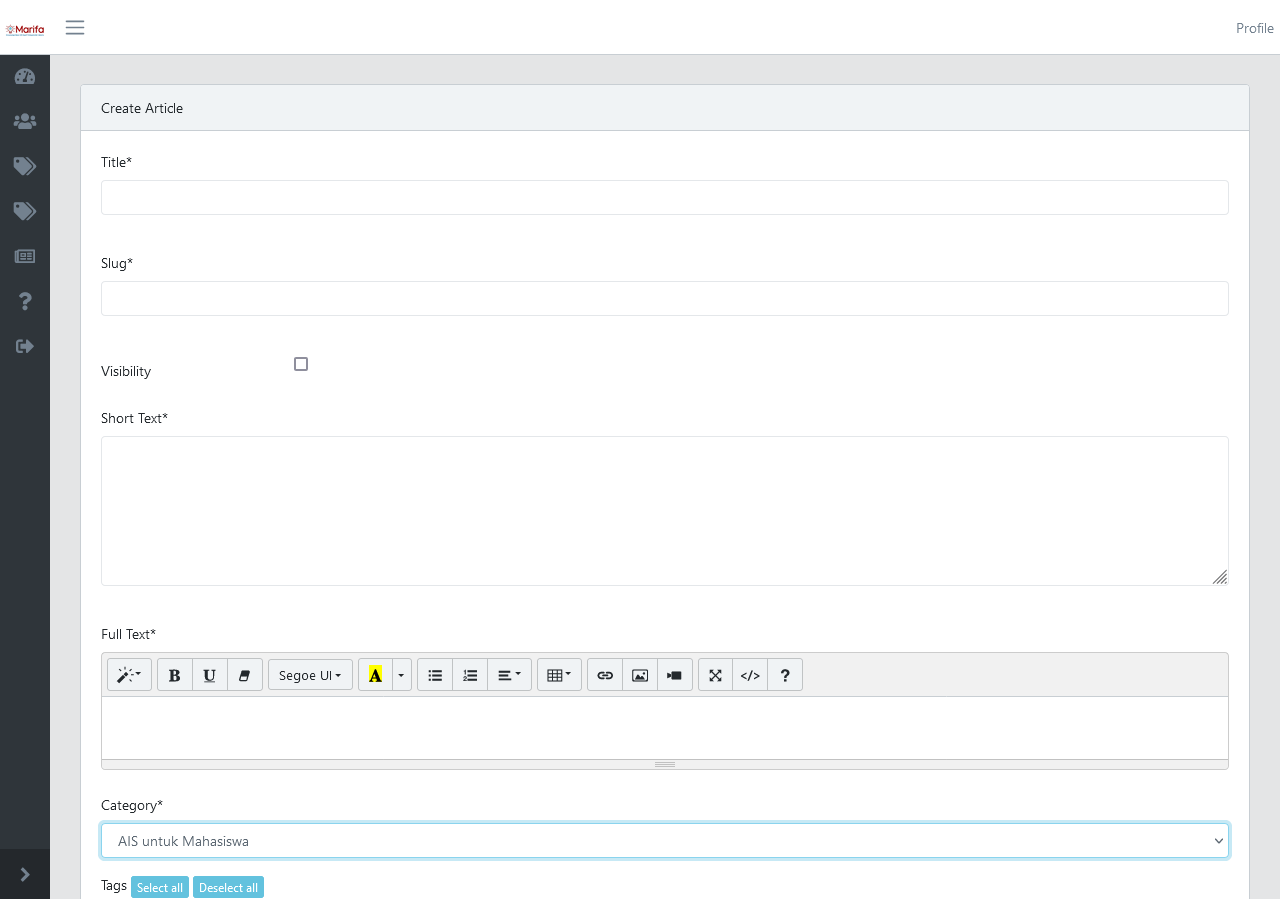 Marifa
Profile
Create Article
Title*
Slug*
Visibility
Short Text*
Full Text*
B U Segoe UI A </> ?
Category*
AIS untuk Mahasiswa
Tags Select all Deselect all